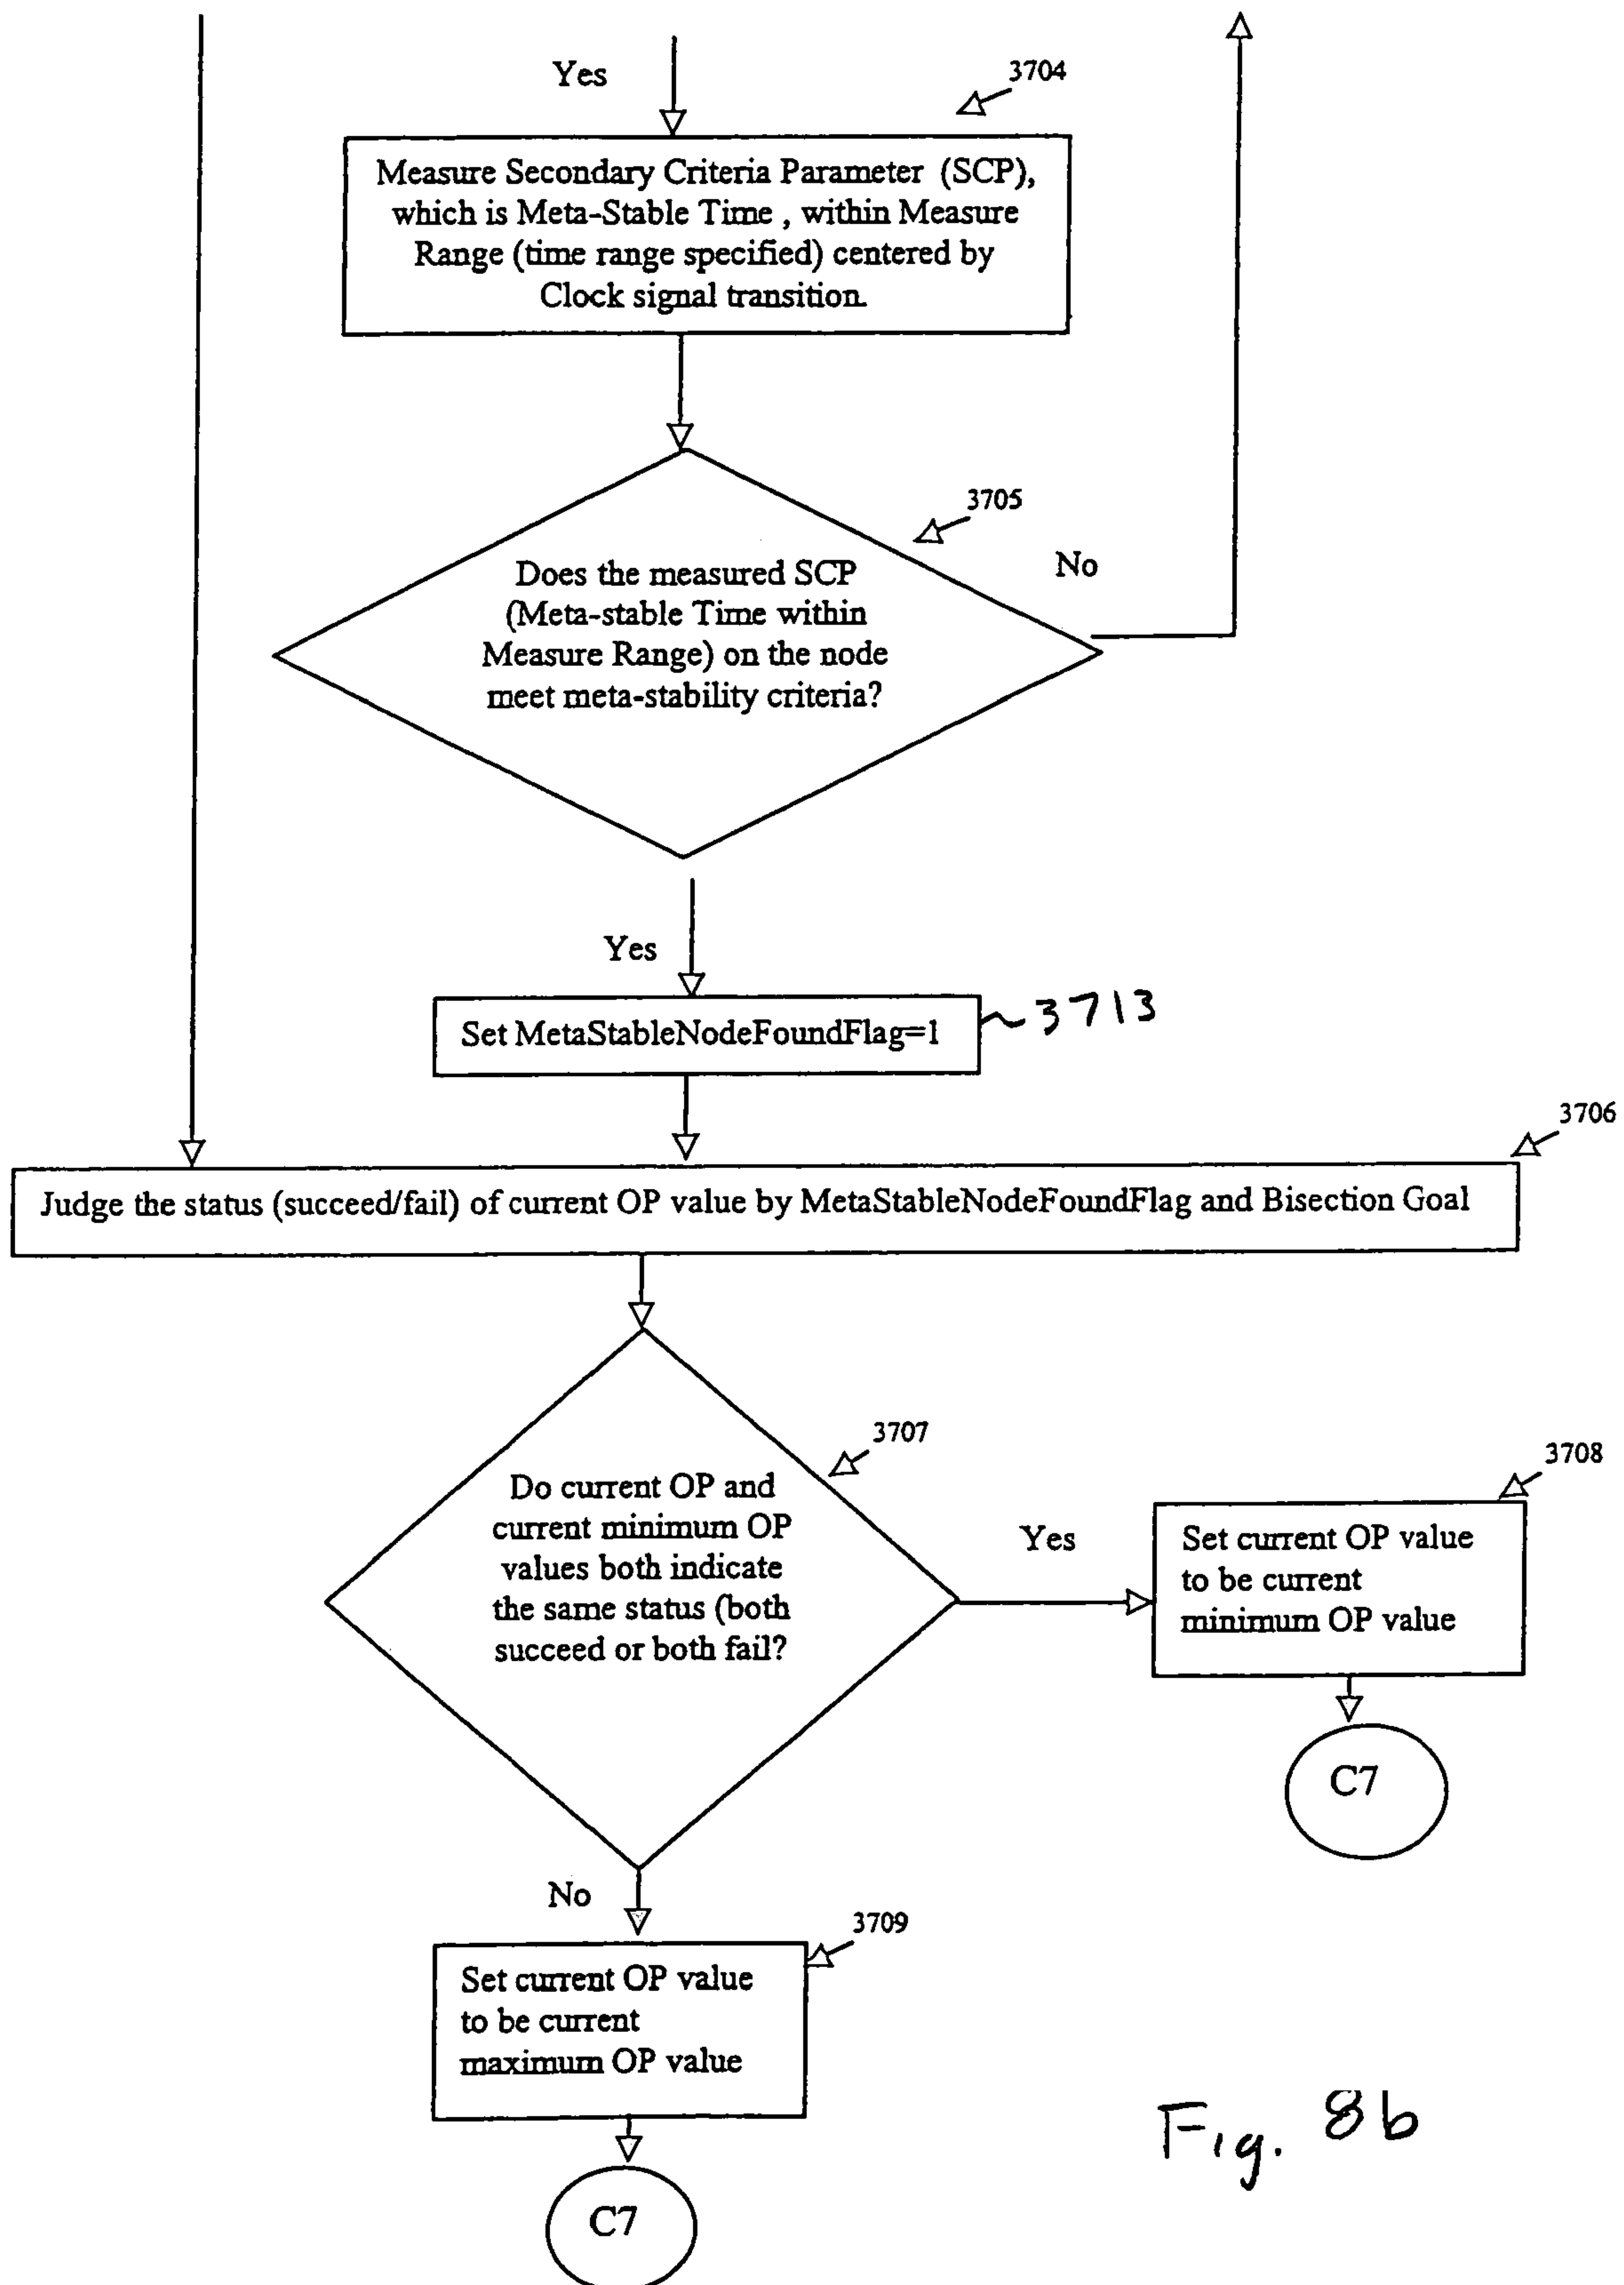 Yes
3704
Measure Secondary Criteria Parameter (SCP),
which is Meta-Stable Time , within Measure
Range (time range specified) centered by
Clock signal transition.
3705
No
Does the measured SCP
(Meta-stable Time within
Measure Range) on the node
meet meta-stability criteria?
Yes
Set MetaStableNodeFoundFlag=1
3713
3706
Judge the status (succeed/fail) of current OP value by MetaStableNodeFoundFlag and Bisection Goal
3707
Do current OP and
current minimum OP
values both indicate
the same status (both
succeed or both fail?
Yes
3708
Set current OP value
to be current
minimum OP value
C7
No
3709
Set current OP value
to be current
maximum OP value
C7
Fig. 8b